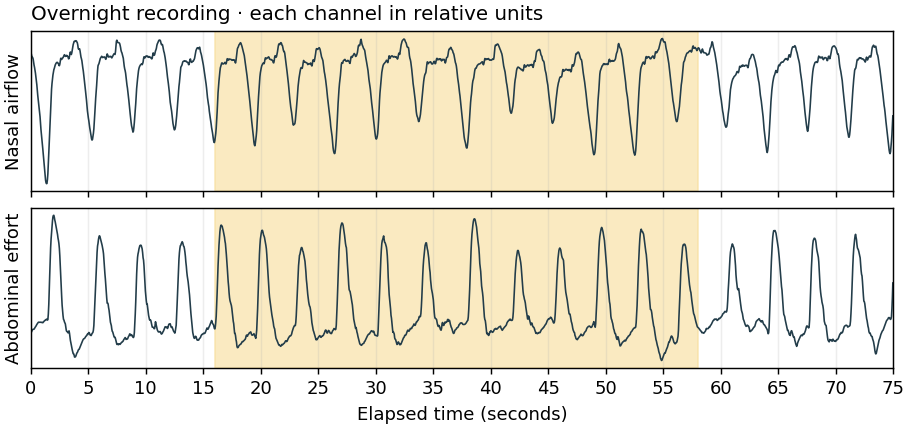 Overnight recording · each channel in relative units
Nasal airflow
Abdominal effort
0 5 10 15 20 25 30 35 40 45 50 55 60 65 70 75
Elapsed time (seconds)